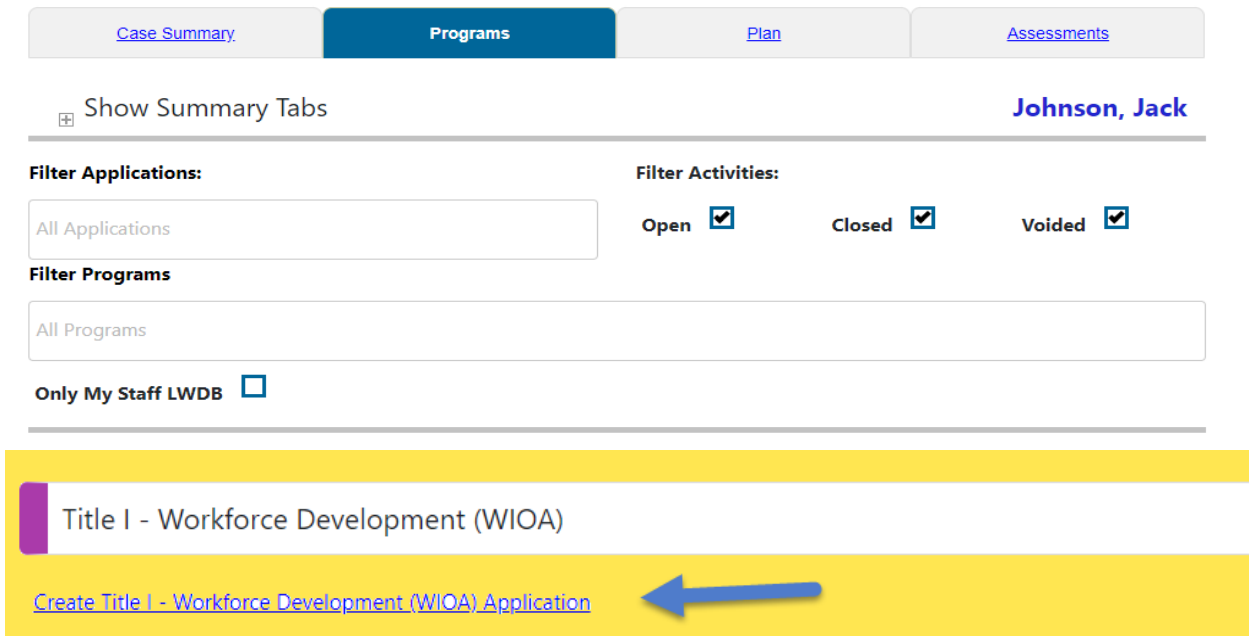 Case Summary Programs Plan Assessments
Show Summary Tabs Johnson, Jack
Filter Applications: Filter Activities:
All Applications Open Closed Voided
Filter Programs
All Programs
Only My Staff LWDB
Title I - Workforce Development (WIOA)
Create Title I - Workforce Development (WIOA) Application